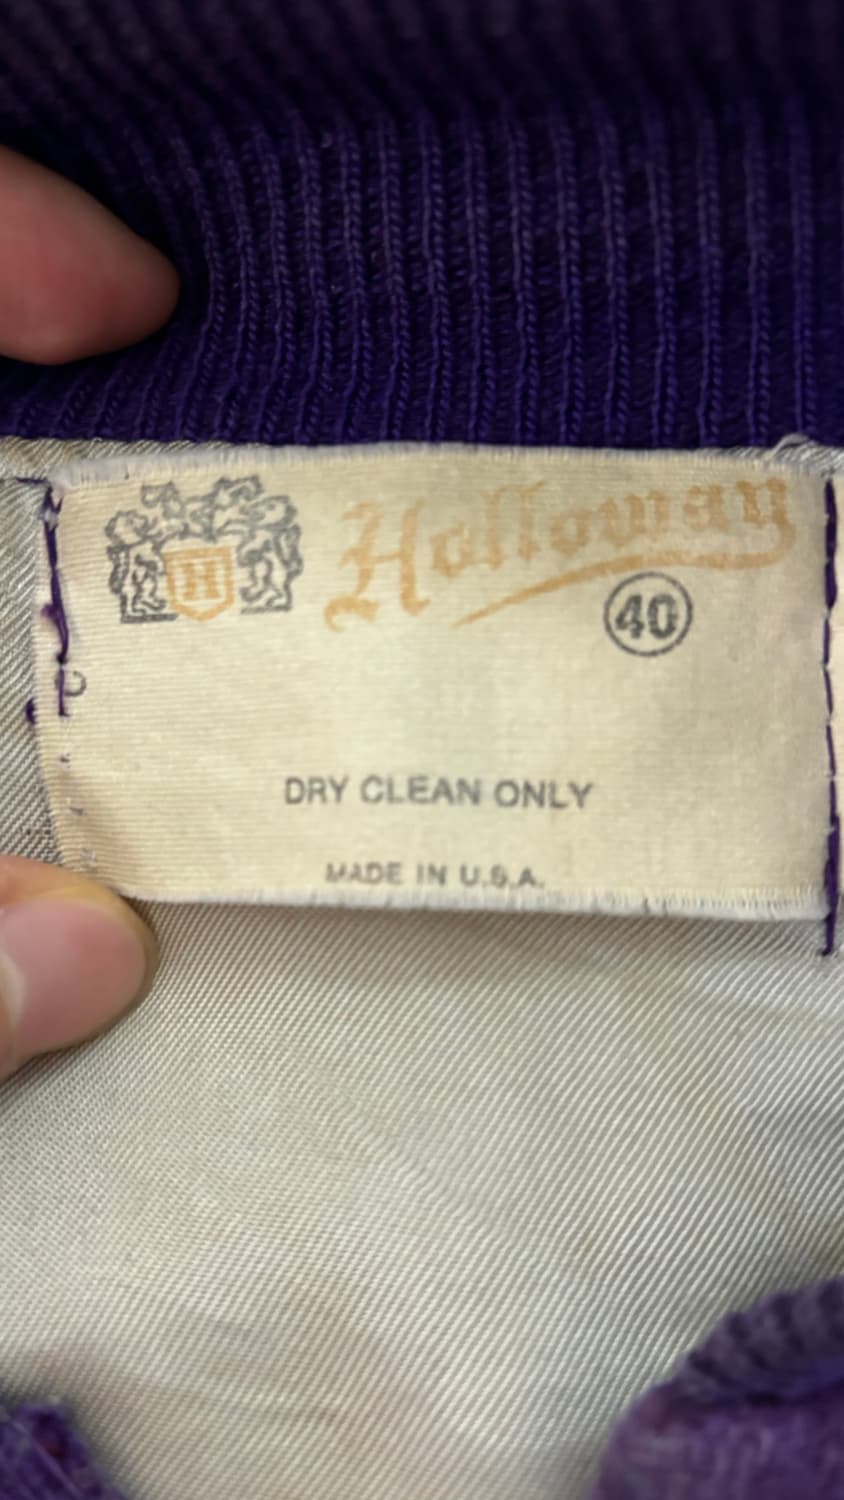 H
Holloway
40
DRY CLEAN ONLY
MADE IN U.S.A.